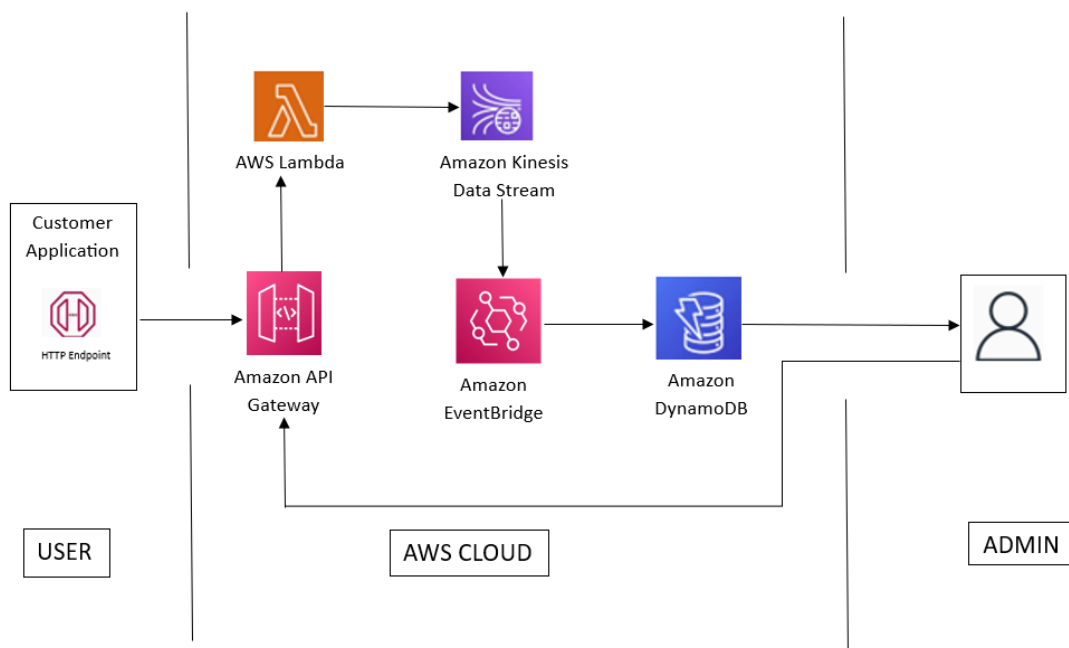 AWS Lambda
Amazon Kinesis
Data Stream
Customer
Application
HTTP Endpoint
</>
Amazon API
Gateway
Amazon
EventBridge
Amazon
DynamoDB
USER
AWS CLOUD
ADMIN